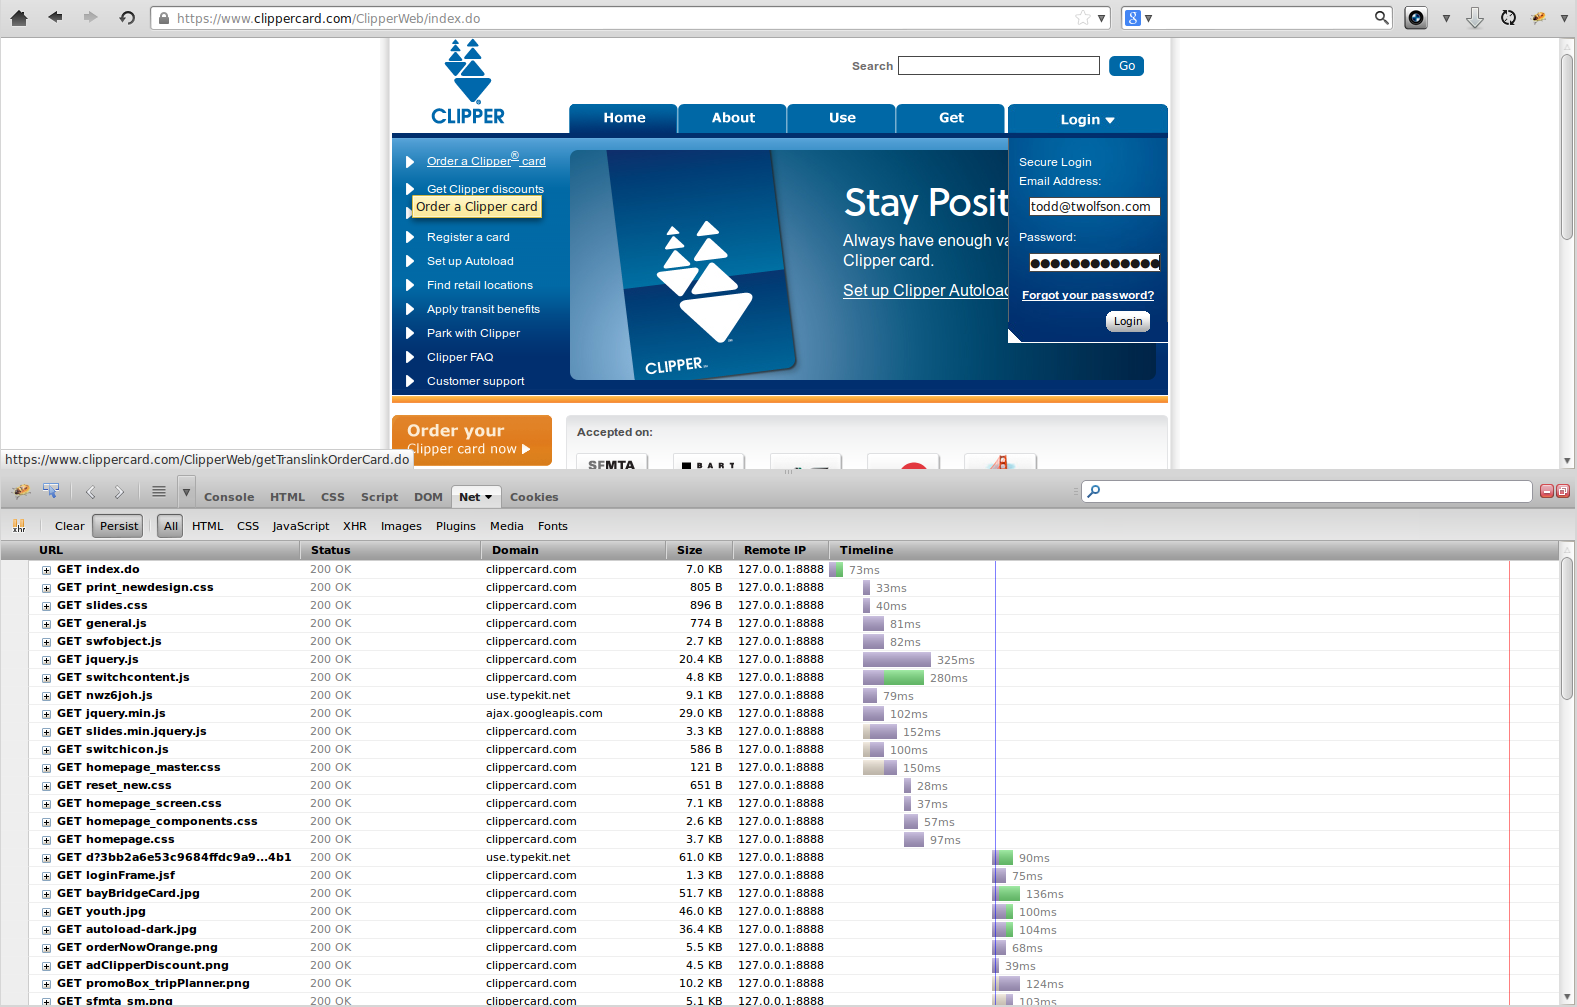 https://www.clippercard.com/ClipperWeb/index.do
8
Search
Go
CLIPPER
Home About Use Get Login
Order a Clipper® card
Get Clipper discounts
Order a Clipper card
Register a card
Set up Autoload
Find retail locations
Apply transit benefits
Park with Clipper
Clipper FAQ
Customer support
CLIPPER
Stay Posit
Always have enough va
Clipper card.
Set up Clipper Autoload
Secure Login
Email Address:
todd@twolfson.com
Password:
Forgot your password?
Login
Order your
Clipper card now
Accepted on:
SFMTA BART
https://www.clippercard.com/ClipperWeb/getTranslinkOrderCard.do
Console HTML CSS Script DOM Net Cookies
xhr Clear Persist All HTML CSS JavaScript XHR Images Plugins Media Fonts
URL Status Domain Size Remote IP Timeline
GET index.do 200 OK clippercard.com 7.0 KB 127.0.0.1:8888 73ms
GET print_newdesign.css 200 OK clippercard.com 805 B 127.0.0.1:8888 33ms
GET slides.css 200 OK clippercard.com 896 B 127.0.0.1:8888 40ms
GET general.js 200 OK clippercard.com 774 B 127.0.0.1:8888 81ms
GET swfobject.js 200 OK clippercard.com 2.7 KB 127.0.0.1:8888 82ms
GET jquery.js 200 OK clippercard.com 20.4 KB 127.0.0.1:8888 325ms
GET switchcontent.js 200 OK clippercard.com 4.8 KB 127.0.0.1:8888 280ms
GET nwz6joh.js 200 OK use.typekit.net 9.1 KB 127.0.0.1:8888 79ms
GET jquery.min.js 200 OK ajax.googleapis.com 29.0 KB 127.0.0.1:8888 102ms
GET slides.min.jquery.js 200 OK clippercard.com 3.3 KB 127.0.0.1:8888 152ms
GET switchicon.js 200 OK clippercard.com 586 B 127.0.0.1:8888 100ms
GET homepage_master.css 200 OK clippercard.com 121 B 127.0.0.1:8888 150ms
GET reset_new.css 200 OK clippercard.com 651 B 127.0.0.1:8888 28ms
GET homepage_screen.css 200 OK clippercard.com 7.1 KB 127.0.0.1:8888 37ms
GET homepage_components.css 200 OK clippercard.com 2.6 KB 127.0.0.1:8888 57ms
GET homepage.css 200 OK clippercard.com 3.7 KB 127.0.0.1:8888 97ms
GET d?3bb2a6e53c9684ffdc9a9...4b1 200 OK use.typekit.net 61.0 KB 127.0.0.1:8888 90ms
GET loginFrame.jsf 200 OK clippercard.com 1.3 KB 127.0.0.1:8888 75ms
GET bayBridgeCard.jpg 200 OK clippercard.com 51.7 KB 127.0.0.1:8888 136ms
GET youth.jpg 200 OK clippercard.com 46.0 KB 127.0.0.1:8888 100ms
GET autoload-dark.jpg 200 OK clippercard.com 36.4 KB 127.0.0.1:8888 104ms
GET orderNowOrange.png 200 OK clippercard.com 5.5 KB 127.0.0.1:8888 68ms
GET adClipperDiscount.png 200 OK clippercard.com 4.5 KB 127.0.0.1:8888 39ms
GET promoBox_tripPlanner.png 200 OK clippercard.com 10.2 KB 127.0.0.1:8888 124ms
GET sfmta_sm.png 200 OK clippercard.com 5.1 KB 127.0.0.1:8888 103ms